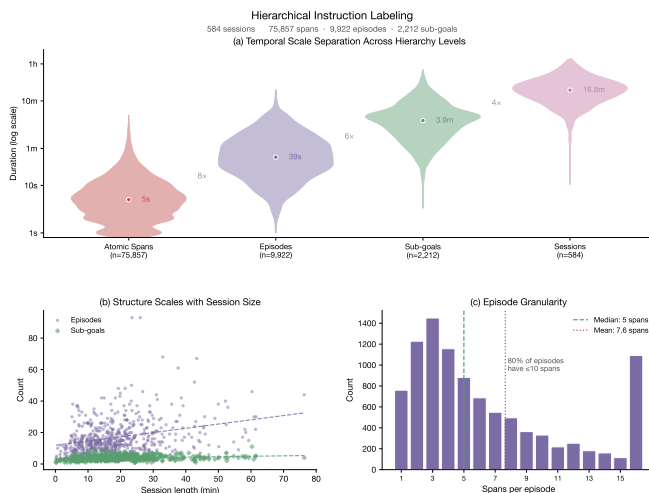 Hierarchical Instruction Labeling
584 sessions 75,857 spans · 9,922 episodes · 2,212 sub-goals
(a) Temporal Scale Separation Across Hierarchy Levels
Duration (log scale)
1h
10m
1m
10s
1s
5s
8×
39s
6×
3.9m
4×
16.8m
Atomic Spans
(n=75,857)
Episodes
(n=9,922)
Sub-goals
(n=2,212)
Sessions
(n=584)
(b) Structure Scales with Session Size
Episodes
Sub-goals
Count
80
60
40
20
0
0 10 20 30 40 50 60 70 80
Session length (min)
(c) Episode Granularity
Median: 5 spans
Mean: 7.6 spans
80% of episodes
have ≤10 spans
Count
1400
1200
1000
800
600
400
200
0
1 3 5 7 9 11 13 15
Spans per episode